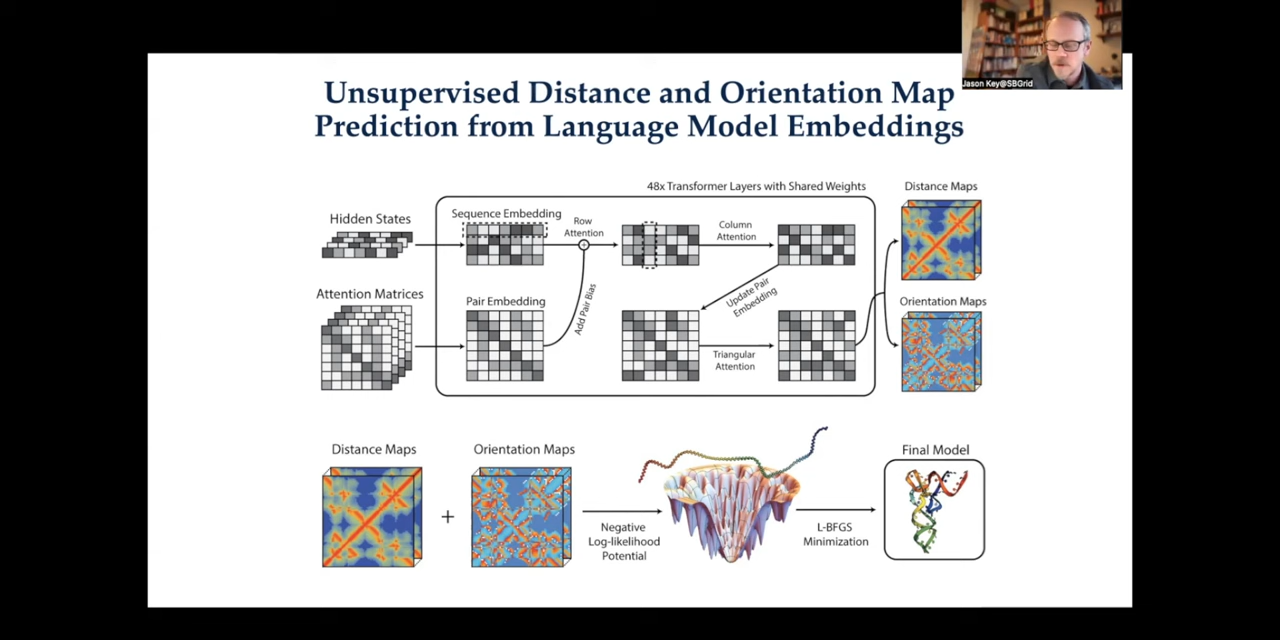 Jason Key@SBGrid
Unsupervised Distance and Orientation Map
Prediction from Language Model Embeddings
48x Transformer Layers with Shared Weights
Distance Maps
Hidden States
Sequence Embedding
Row
Attention
Column
Attention
Attention Matrices
Pair Embedding
Add Pair Bias
Update Pair
Embedding
Triangular
Attention
Orientation Maps
Distance Maps
Orientation Maps
Final Model
+
Negative
Log-likelihood
Potential
L-BFGS
Minimization